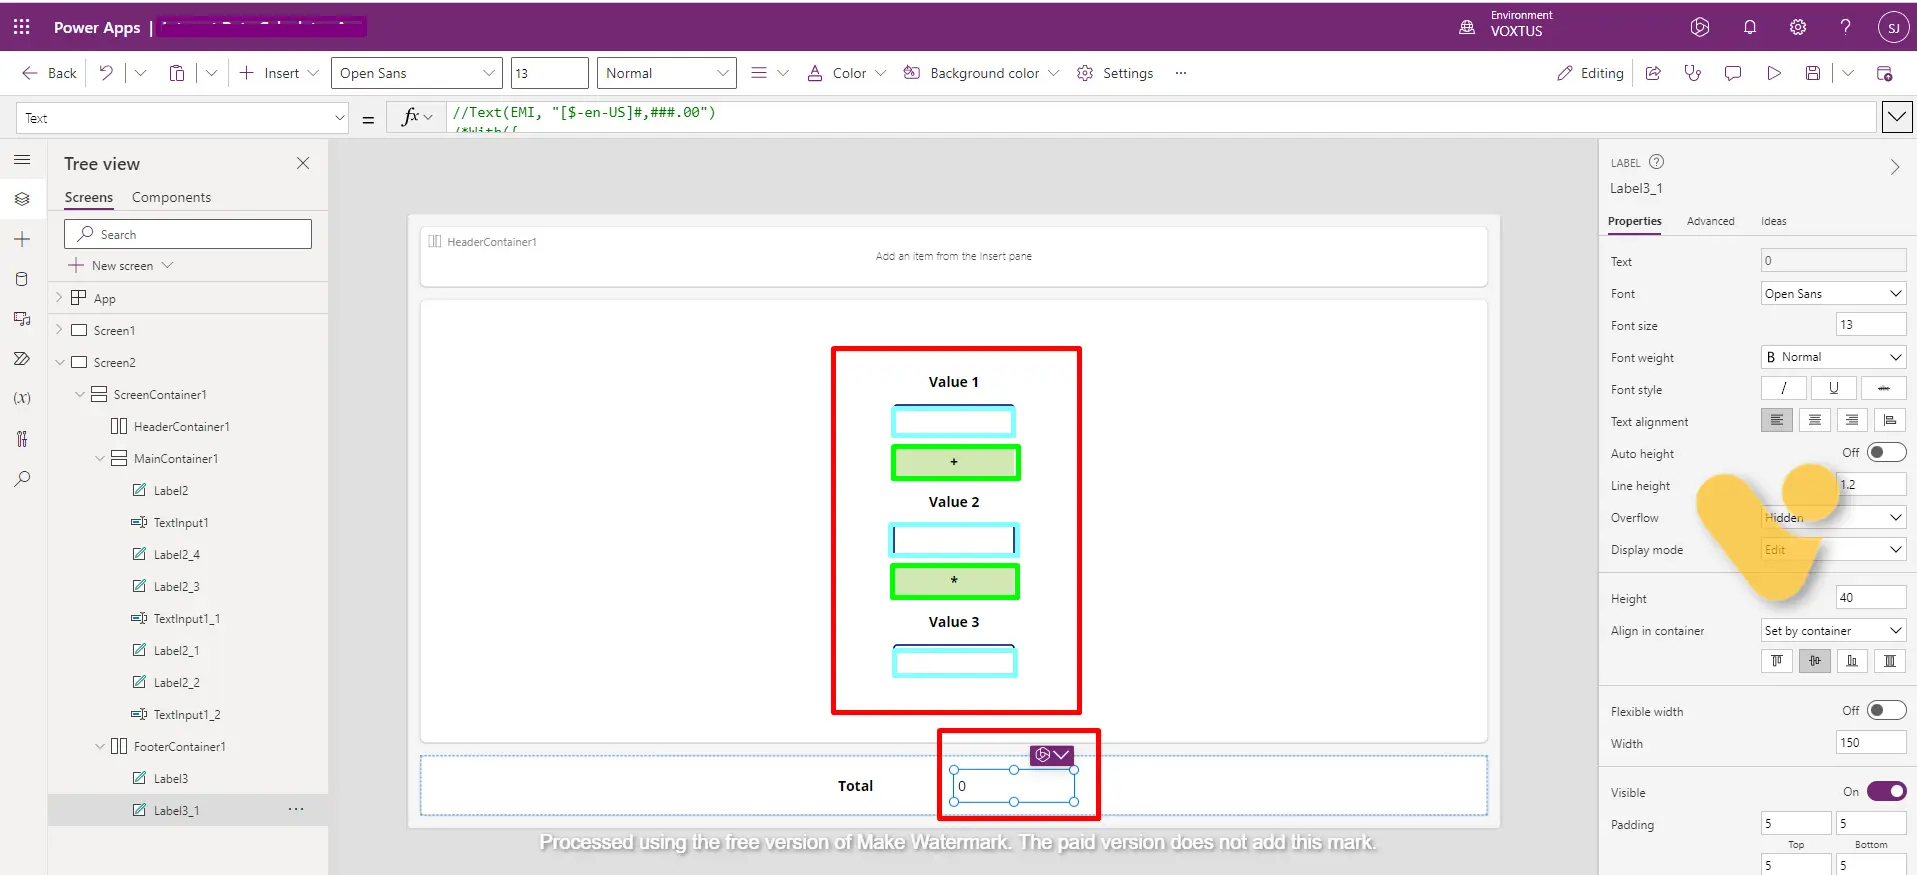 Power Apps |
Environment
VOXTUS
SJ
Back
Insert
Open Sans
13
Normal
Color
Background color
Settings
...
Editing
Text
=
fx
//Text(EMI, "[$-en-US]#,###.00")
/*With({
Tree view
Screens
Components
Search
New screen
App
Screen1
Screen2
ScreenContainer1
HeaderContainer1
MainContainer1
Label2
TextInput1
Label2_4
Label2_3
TextInput1_1
Label2_1
Label2_2
TextInput1_2
FooterContainer1
Label3
Label3_1
...
HeaderContainer1
Add an item from the Insert pane
Value 1
+
Value 2
*
Value 3
Total
0
Processed using the free version of Make Watermark. The paid version does not add this mark.
LABEL
Label3_1
Properties
Advanced
Ideas
Text
0
Font
Open Sans
Font size
13
Font weight
B Normal
Font style
Text alignment
Auto height
Off
Line height
1.2
Overflow
Hidden
Display mode
Edit
Height
40
Align in container
Set by container
Flexible width
Off
Width
150
Visible
On
Padding
5
5
Top
Bottom
5
5